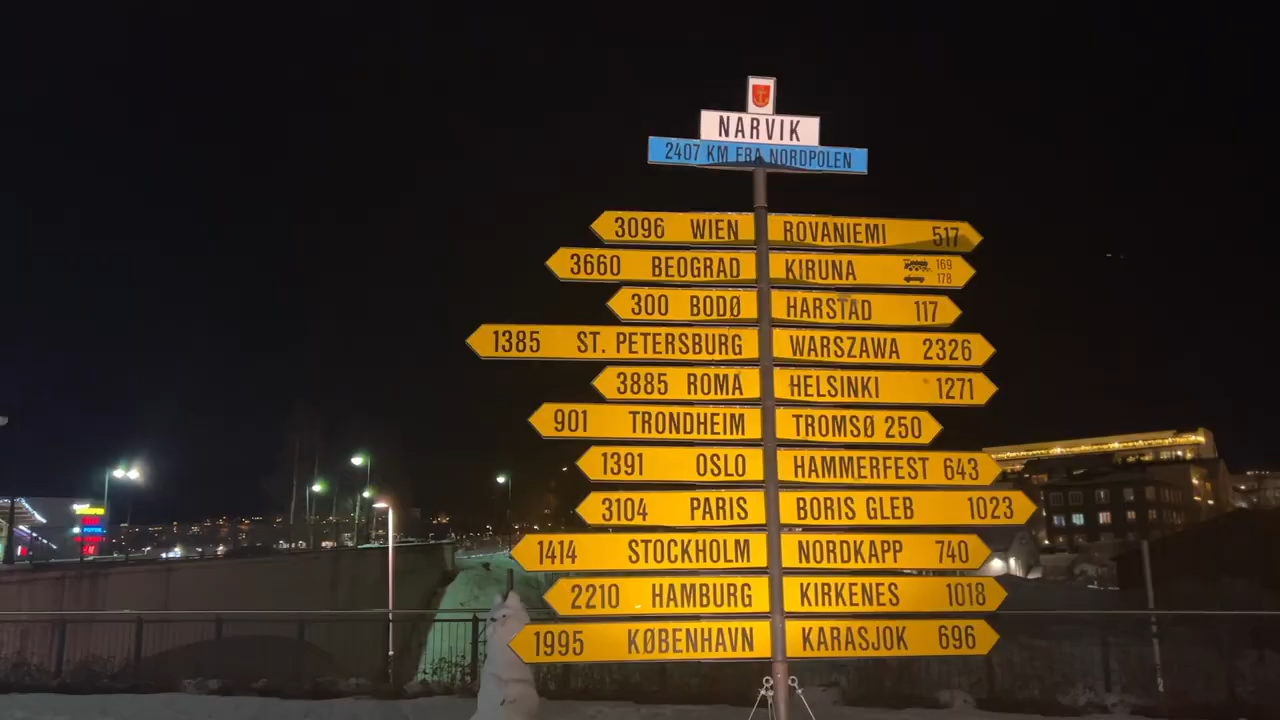 NARVIK
2407 KM FRA NORDPOLEN
3096 WIEN
ROVANIEMI 517
3660 BEOGRAD
KIRUNA 169
178
300 BODØ
HARSTAD 117
1385 ST. PETERSBURG
WARSZAWA 2326
3885 ROMA
HELSINKI 1271
901 TRONDHEIM
TROMSØ 250
1391 OSLO
HAMMERFEST 643
3104 PARIS
BORIS GLEB 1023
1414 STOCKHOLM
NORDKAPP 740
2210 HAMBURG
KIRKENES 1018
1995 KØBENHAVN
KARASJOK 696